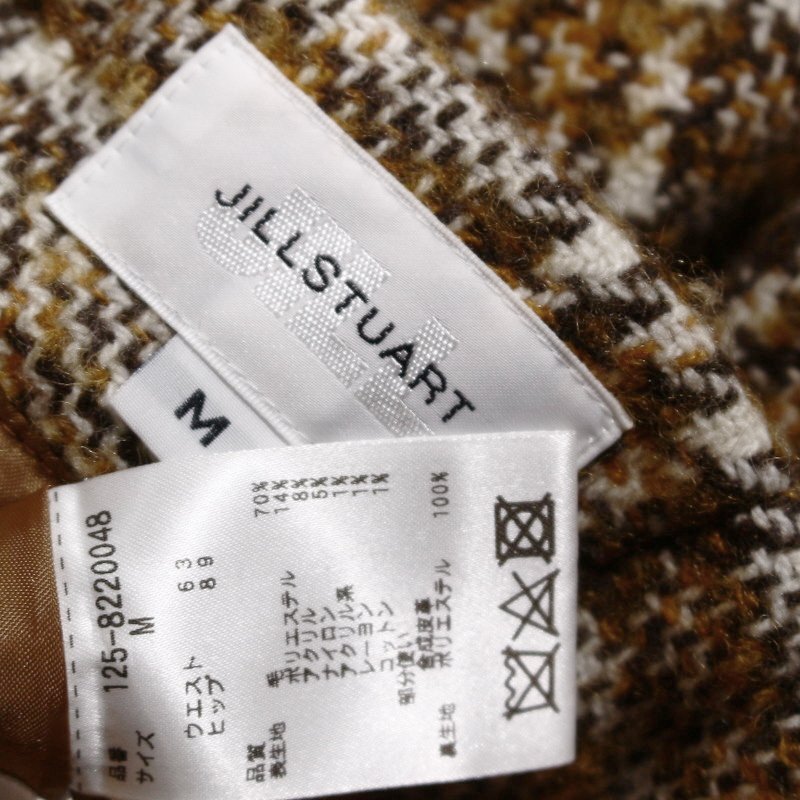 JILLSTUART
JILL
M
品番 125-8220048
サイズ M
ウエスト 63
ヒップ 89
品質
表生地 毛 70%
ポリエステル 14%
アクリル 8%
ナイロン 5%
アクリル系 1%
レーヨン 1%
コットン 1%
部分使い 合成皮革
裏生地 ポリエステル 100%